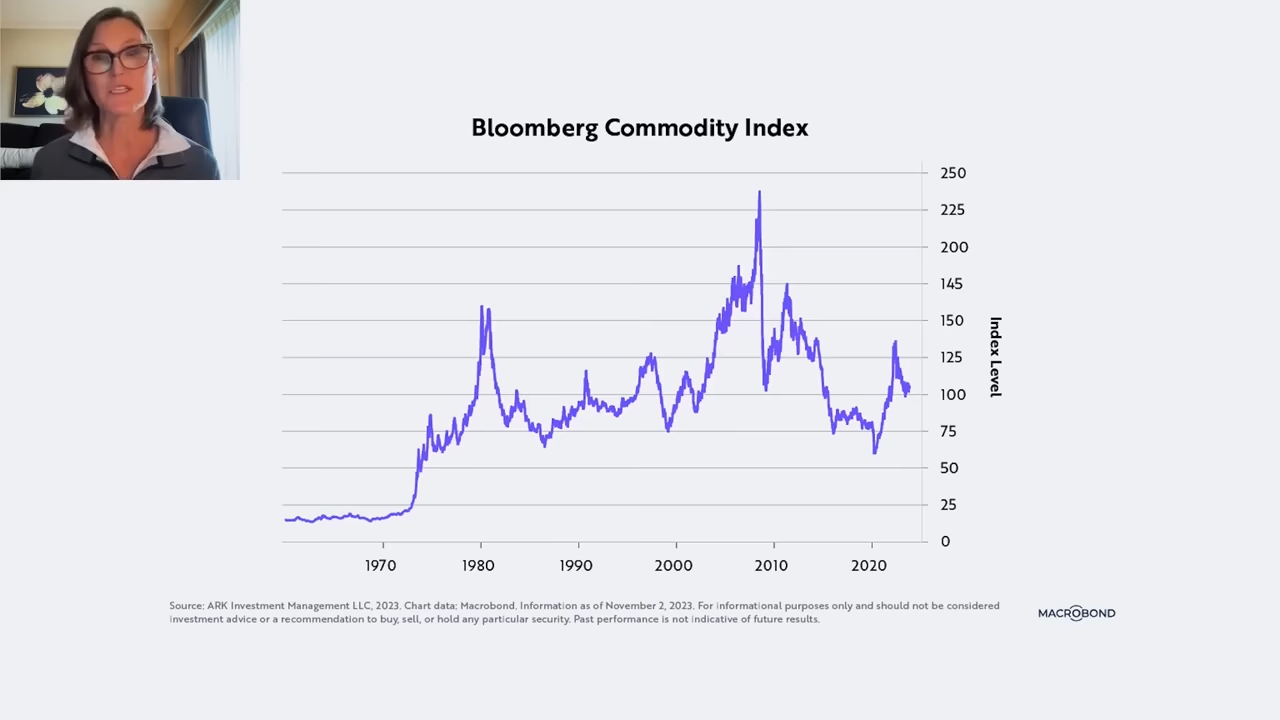 Bloomberg Commodity Index
250
225
200
145
150
125
100
75
50
25
0
Index Level
1970 1980 1990 2000 2010 2020
Source: ARK Investment Management LLC, 2023. Chart data: Macrobond, Information as of November 2, 2023. For informational purposes only and should not be considered
investment advice or a recommendation to buy, sell, or hold any particular security. Past performance is not indicative of future results.
MACROBOND